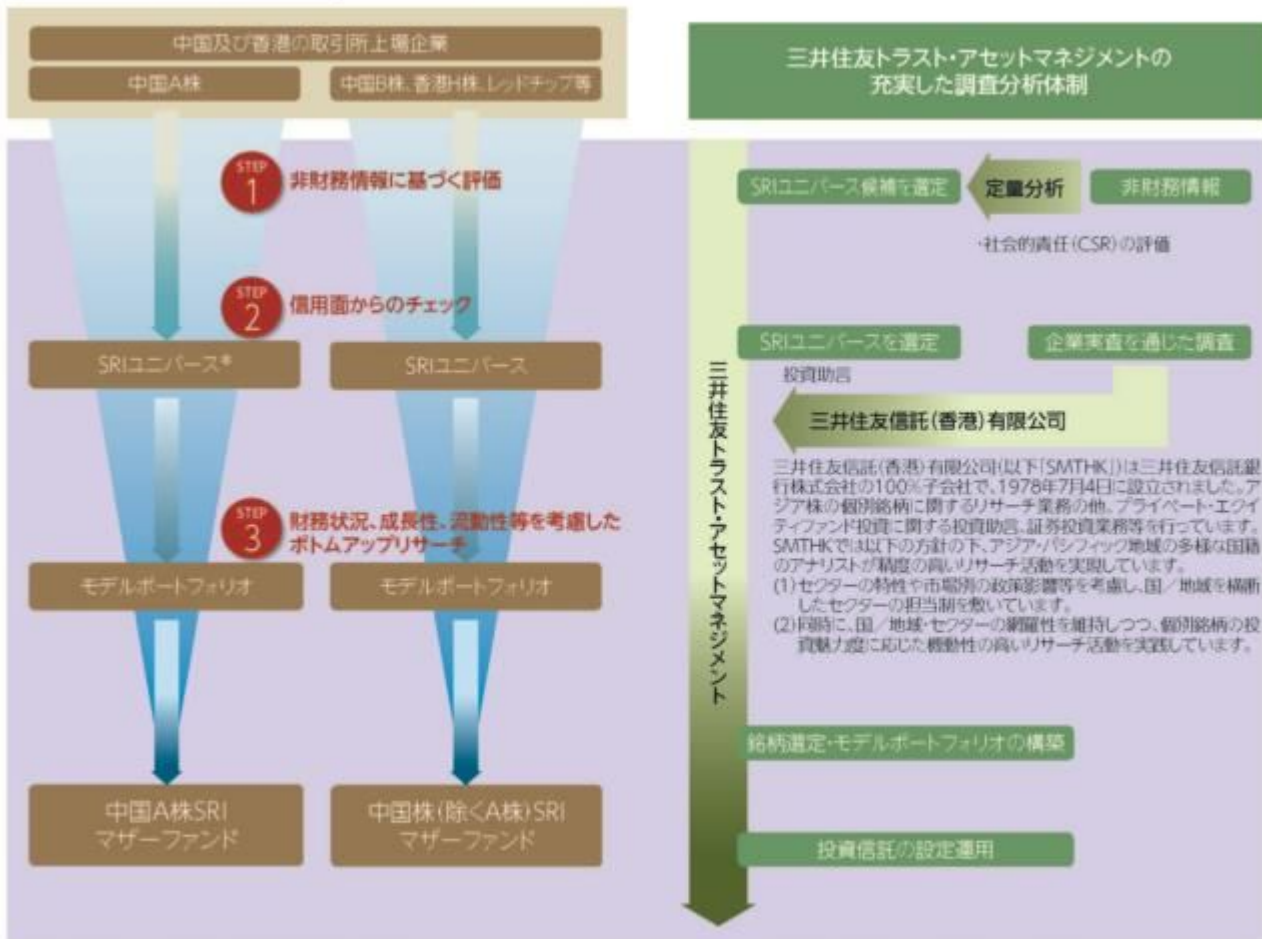 中国及び香港の取引所上場企業
中国A株
中国B株、香港H株、レッドチップ等
STEP
1
非財務情報に基づく評価
STEP
2
信用面からのチェック
SRIユニバース*
SRIユニバース
STEP
3
財務状況、成長性、流動性等を考慮した
ボトムアップリサーチ
モデルポートフォリオ
モデルポートフォリオ
中国A株SRI
マザーファンド
中国株(除くA株)SRI
マザーファンド
三井住友トラスト・アセットマネジメントの
充実した調査分析体制
三井住友トラスト・アセットマネジメント
SRIユニバース候補を選定
定量分析
非財務情報
・社会的責任(CSR)の評価
SRIユニバースを選定
企業実査を通じた調査
投資助言
三井住友信託(香港)有限公司
三井住友信託(香港)有限公司(以下「SMTHK」)は三井住友信託銀
行株式会社の100%子会社で、1978年7月4日に設立されました。ア
ジア株の個別銘柄に関するリサーチ業務の他、プライベート・エクイ
ティファンド投資に関する投資助言、証券投資業務等を行っています。
SMTHKでは以下の方針の下、アジア・パシフィック地域の多様な国籍
のアナリストが精度の高いリサーチ活動を実現しています。
(1)セクターの特性や市場別の政策影響等を考慮し、国/地域を横断
したセクターの担当制を敷いています。
(2)同時に、国/地域・セクターの網羅性を維持しつつ、個別銘柄の投
資魅力度に応じた機動性の高いリサーチ活動を実践しています。
銘柄選定・モデルポートフォリオの構築
投資信託の設定運用